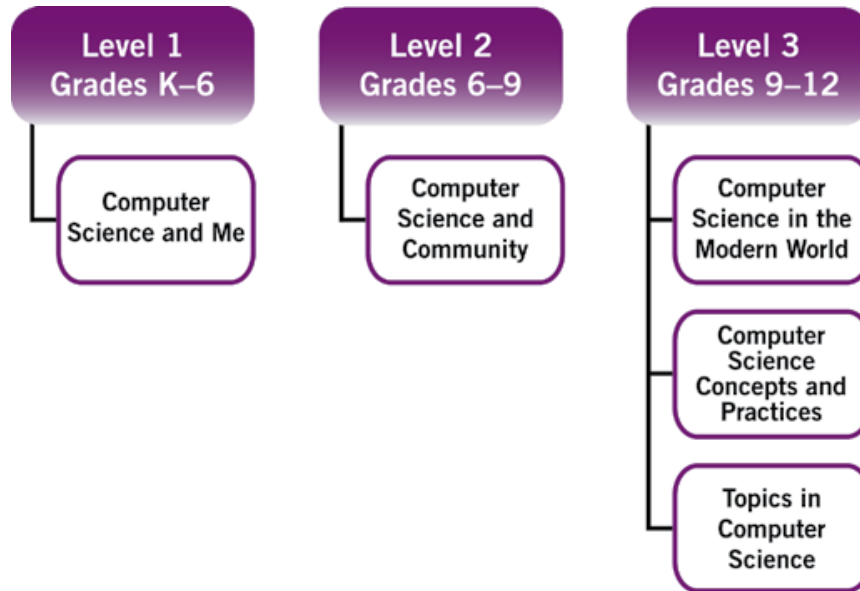 Level 1
Grades K–6
Computer
Science and Me
Level 2
Grades 6–9
Computer
Science and
Community
Level 3
Grades 9–12
Computer
Science in the
Modern World
Computer
Science
Concepts and
Practices
Topics in
Computer
Science